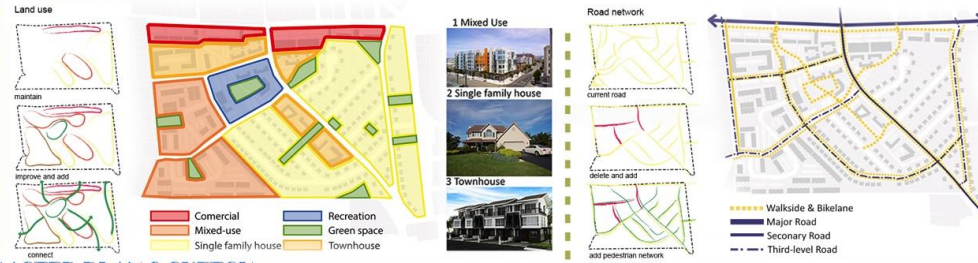 Land use
maintain
improve and add
connect
Comercial
Mixed-use
Single family house
Recreation
Green space
Townhouse
1 Mixed Use
2 Single family house
3 Townhouse
Road network
current road
delete and add
add pedestrian network
Walkside & Bikelane
Major Road
Seconary Road
Third-level Road